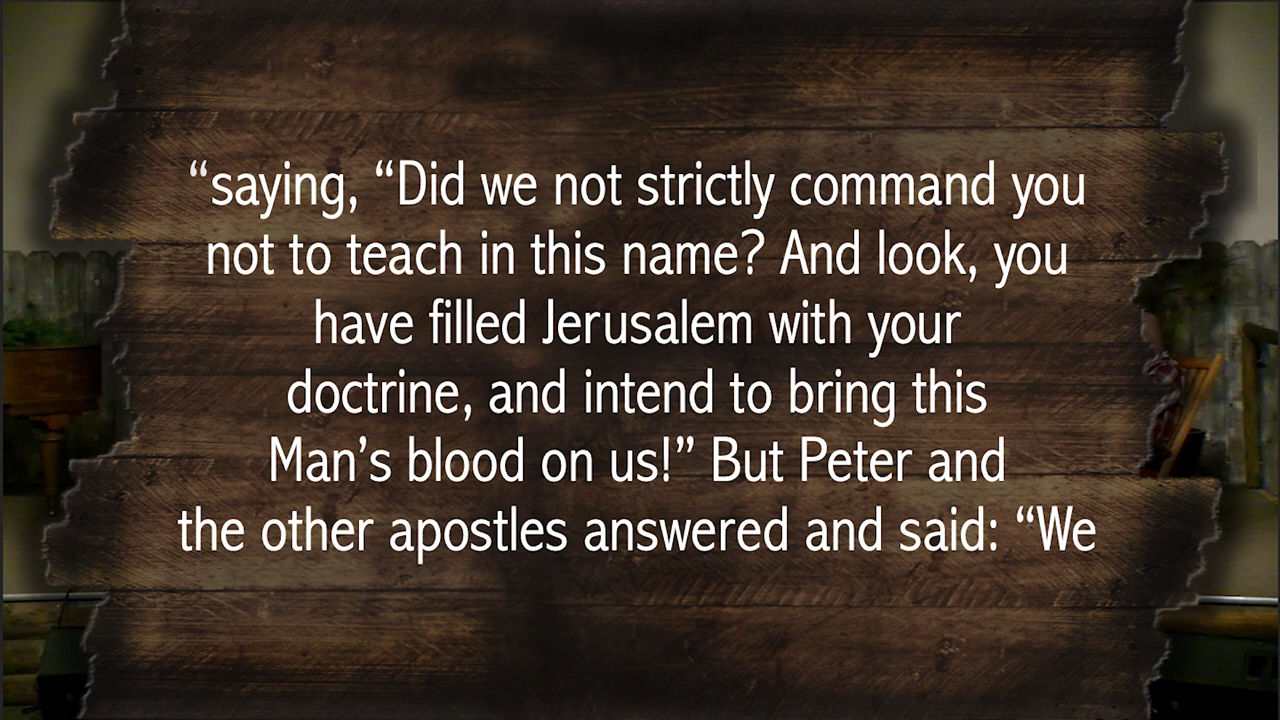 “saying, “Did we not strictly command you
not to teach in this name? And look, you
have filled Jerusalem with your
doctrine, and intend to bring this
Man’s blood on us!” But Peter and
the other apostles answered and said: “We